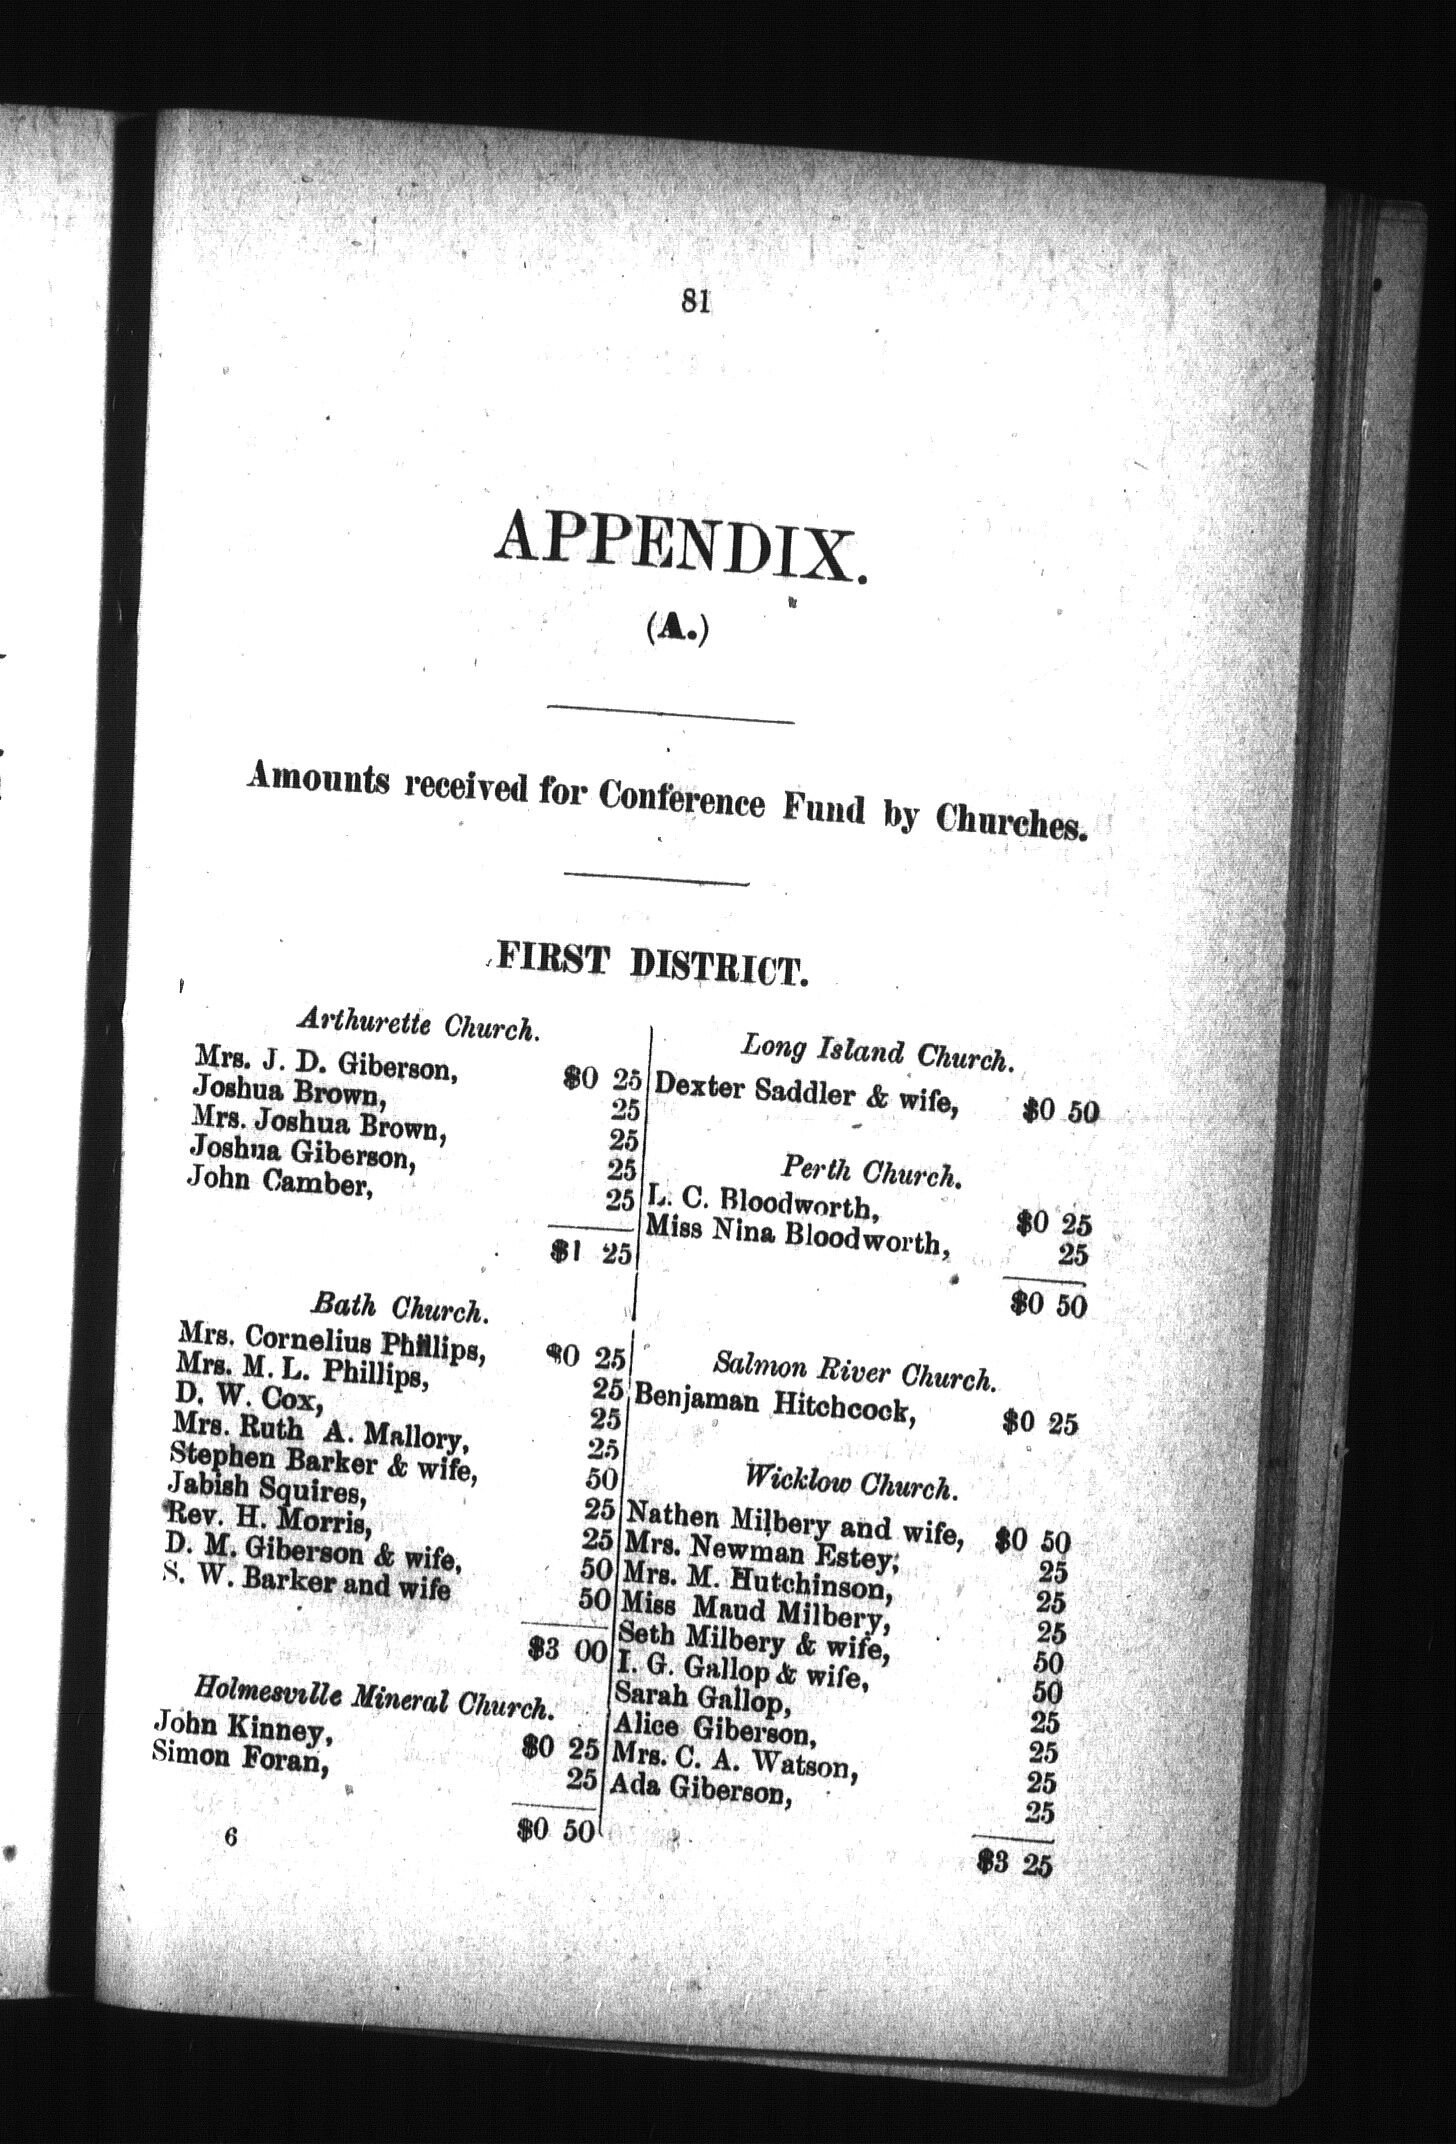 81
APPENDIX.
(A.)
Amounts received for Conference Fund by Churches.
FIRST DISTRICT.
Arthurette Church.
Mrs. J. D. Giberson, $0 25
Joshua Brown, 25
Mrs. Joshua Brown, 25
Joshua Giberson, 25
John Camber, 25
$1 25
Bath Church.
Mrs. Cornelius Phillips, $0 25
Mrs. M. L. Phillips, 25
D. W. Cox, 25
Mrs. Ruth A. Mallory, 25
Stephen Barker & wife, 50
Jabish Squires, 25
Rev. H. Morris, 25
D. M. Giberson & wife, 50
S. W. Barker and wife 50
$3 00
Holmesville Mineral Church.
John Kinney, $0 25
Simon Foran, 25
$0 50
6
Long Island Church.
Dexter Saddler & wife, $0 50
Perth Church.
L. C. Bloodworth, $0 25
Miss Nina Bloodworth, 25
$0 50
Salmon River Church.
Benjaman Hitchcock, $0 25
Wicklow Church.
Nathen Milbery and wife, $0 50
Mrs. Newman Estey, 25
Mrs. M. Hutchinson, 25
Miss Maud Milbery, 25
Seth Milbery & wife, 50
I. G. Gallop & wife, 50
Sarah Gallop, 25
Alice Giberson, 25
Mrs. C. A. Watson, 25
Ada Giberson, 25
$3 25